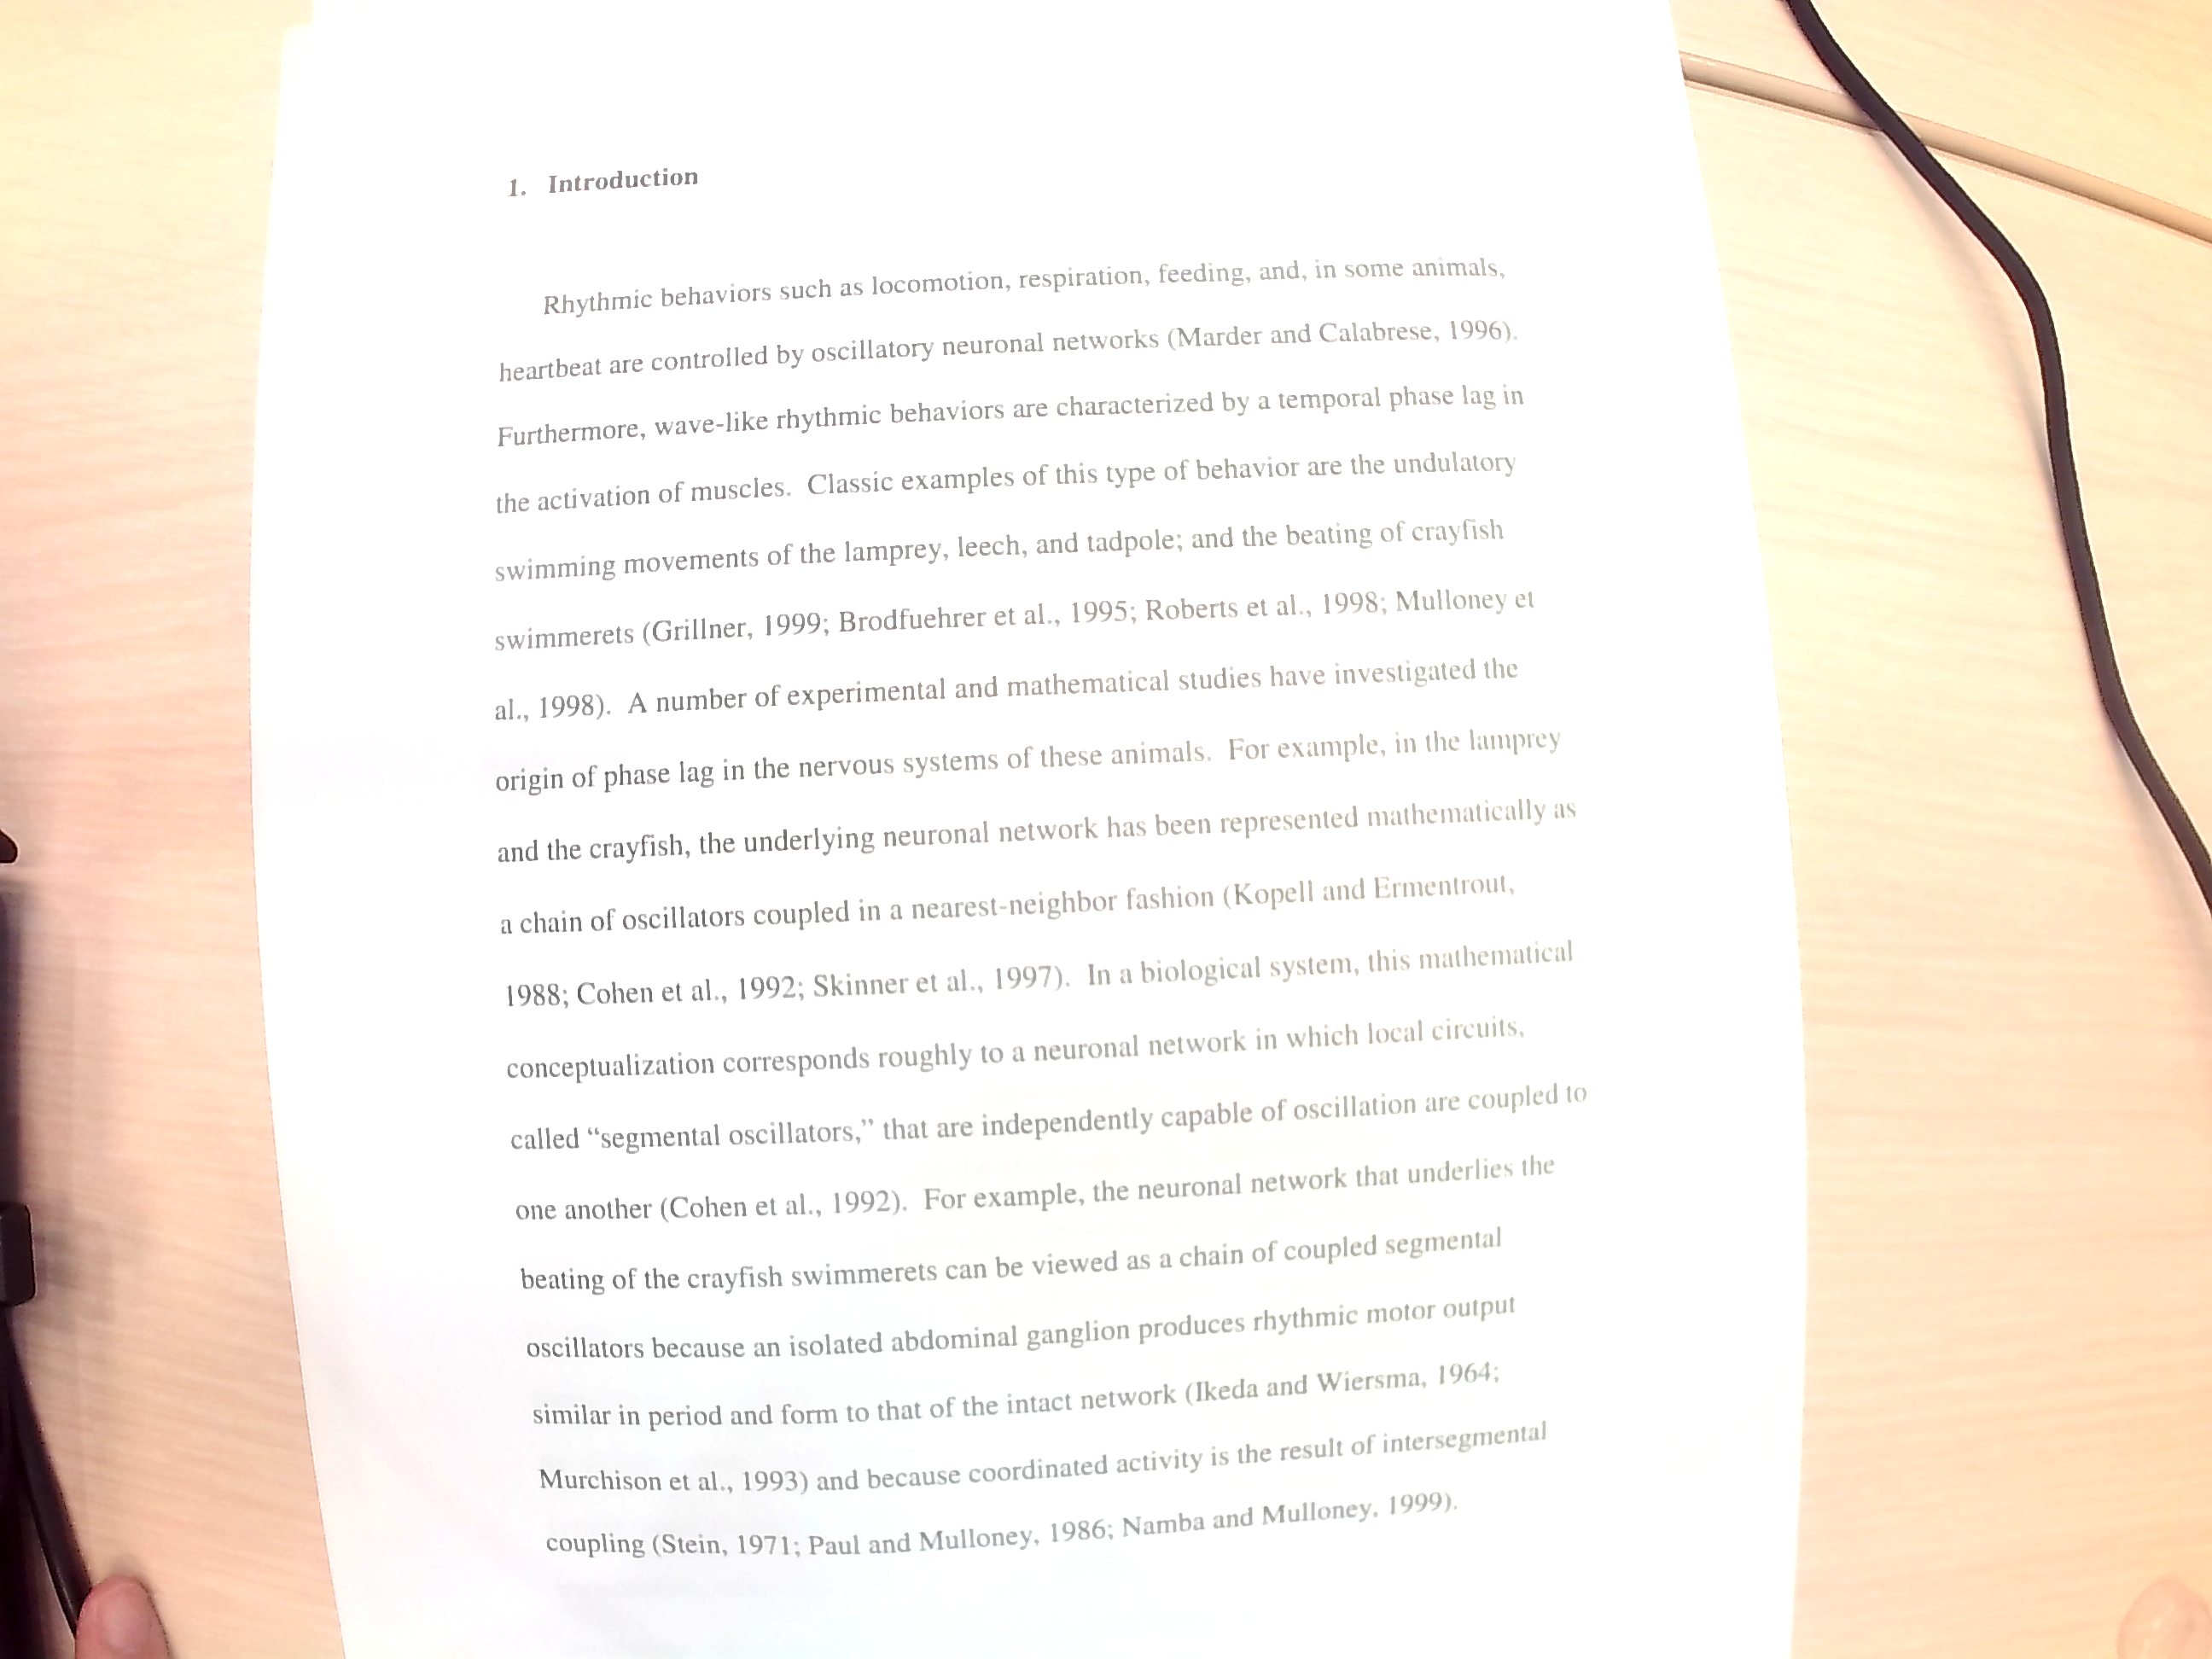 1. Introduction
Rhythmic behaviors such as locomotion, respiration, feeding, and, in some animals,
heartbeat are controlled by oscillatory neuronal networks (Marder and Calabrese, 1996).
Furthermore, wave-like rhythmic behaviors are characterized by a temporal phase lag in
the activation of muscles. Classic examples of this type of behavior are the undulatory
swimming movements of the lamprey, leech, and tadpole; and the beating of crayfish
swimmerets (Grillner, 1999; Brodfuehrer et al., 1995; Roberts et al., 1998; Mulloney et
al., 1998). A number of experimental and mathematical studies have investigated the
origin of phase lag in the nervous systems of these animals. For example, in the lamprey
and the crayfish, the underlying neuronal network has been represented mathematically as
a chain of oscillators coupled in a nearest-neighbor fashion (Kopell and Ermentrout,
1988; Cohen et al., 1992; Skinner et al., 1997). In a biological system, this mathematical
conceptualization corresponds roughly to a neuronal network in which local circuits,
called “segmental oscillators,” that are independently capable of oscillation are coupled to
one another (Cohen et al., 1992). For example, the neuronal network that underlies the
beating of the crayfish swimmerets can be viewed as a chain of coupled segmental
oscillators because an isolated abdominal ganglion produces rhythmic motor output
similar in period and form to that of the intact network (Ikeda and Wiersma, 1964;
Murchison et al., 1993) and because coordinated activity is the result of intersegmental
coupling (Stein, 1971; Paul and Mulloney, 1986; Namba and Mulloney, 1999).